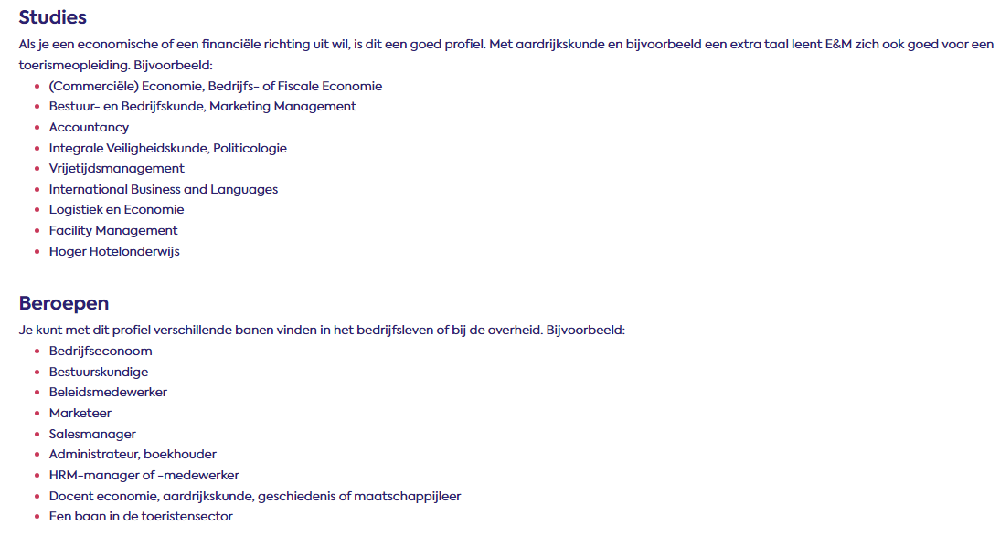 Studies
Als je een economische of een financiële richting uit wil, is dit een goed profiel. Met aardrijkskunde en bijvoorbeeld een extra taal leent E&M zich ook goed voor een
toerismeopleiding. Bijvoorbeeld:
• (Commerciële) Economie, Bedrijfs- of Fiscale Economie
• Bestuur- en Bedrijfskunde, Marketing Management
• Accountancy
• Integrale Veiligheidskunde, Politicologie
• Vrijetijdsmanagement
• International Business and Languages
• Logistiek en Economie
• Facility Management
• Hoger Hotelonderwijs
Beroepen
Je kunt met dit profiel verschillende banen vinden in het bedrijfsleven of bij de overheid. Bijvoorbeeld:
• Bedrijfseconoom
• Bestuurskundige
• Beleidsmedewerker
• Marketeer
• Salesmanager
• Administrateur, boekhouder
• HRM-manager of -medewerker
• Docent economie, aardrijkskunde, geschiedenis of maatschappijleer
• Een baan in de toeristensector